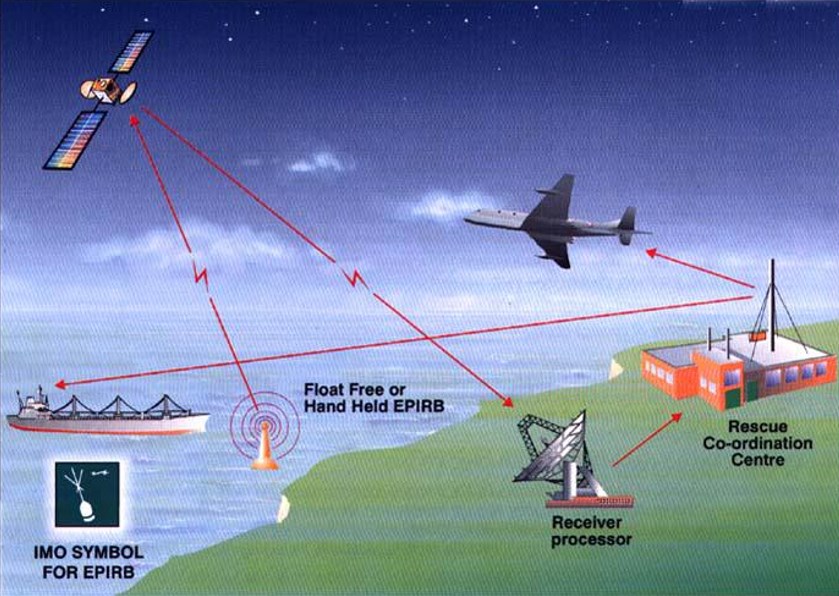 Float Free or
Hand Held EPIRB
Rescue
Co-ordination
Centre
Receiver
processor
IMO SYMBOL
FOR EPIRB